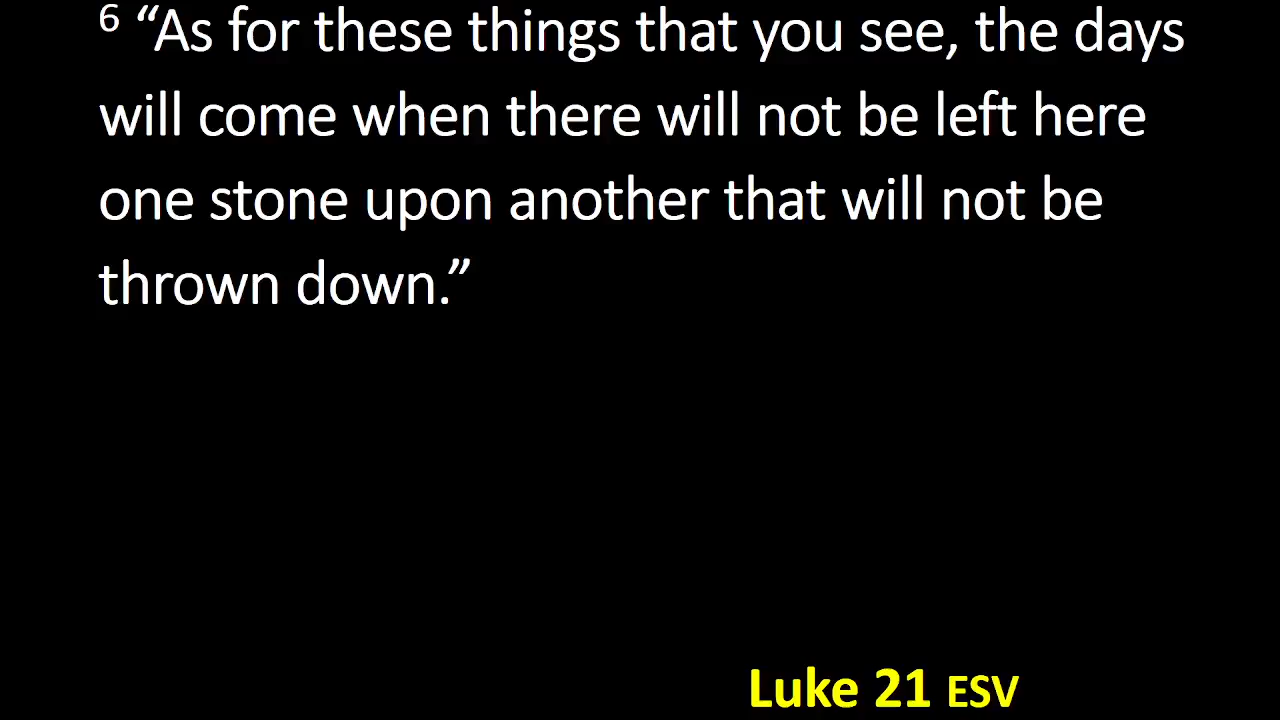 6 “As for these things that you see, the days
will come when there will not be left here
one stone upon another that will not be
thrown down.”
Luke 21 ESV